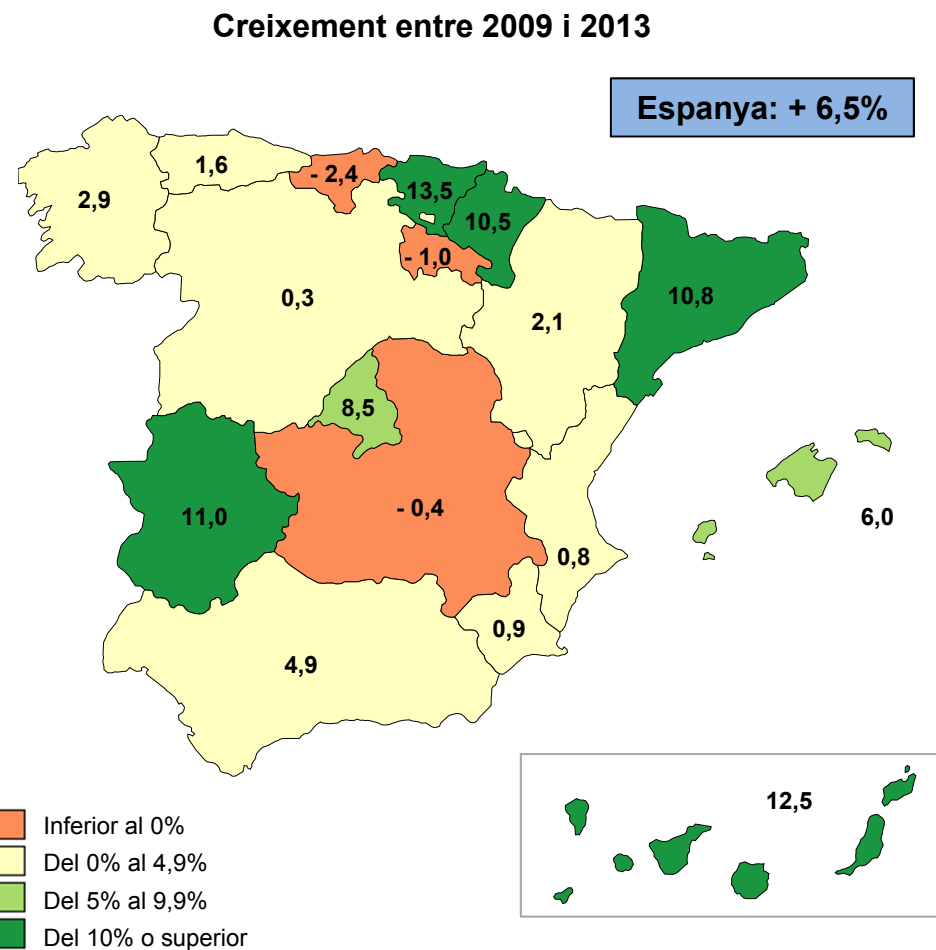 Creixement entre 2009 i 2013
Espanya: + 6,5%
1,6
- 2,4
13,5
2,9
10,5
- 1,0
0,3
10,8
2,1
8,5
- 0,4
11,0
6,0
0,8
0,9
4,9
12,5
Inferior al 0%
Del 0% al 4,9%
Del 5% al 9,9%
Del 10% o superior